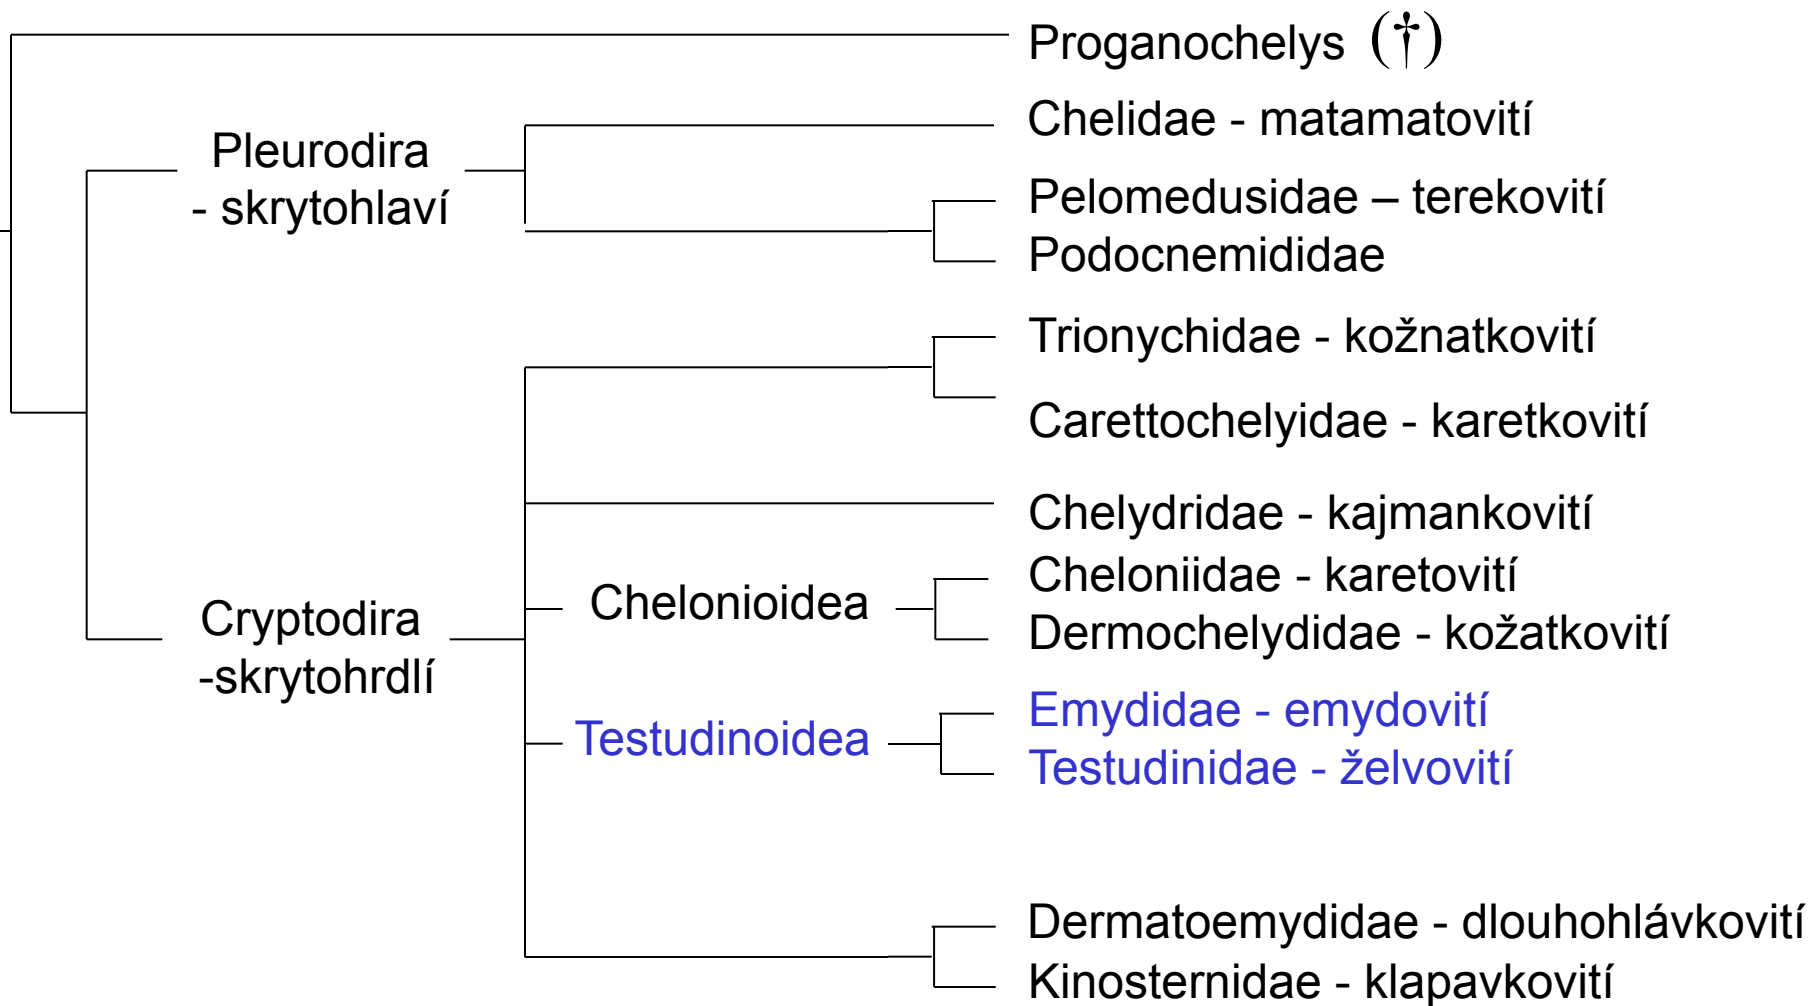 Proganochelys (†)
Chelidae - matamatovití
Pleurodira
- skrytohlaví
Pelomedusidae – terekovití
Podocnemididae
Trionychidae - kožnatkovití
Carettochelyidae - karetkovití
Chelydridae - kajmankovití
Chelonioidea
Cheloniidae - karetovití
Dermochelydidae - kožatkovití
Cryptodira
-skrytohrdlí
Testudinoidea
Emydidae - emydovití
Testudinidae - želvovití
Dermatoemydidae - dlouhohlávkovití
Kinosternidae - klapavkovití